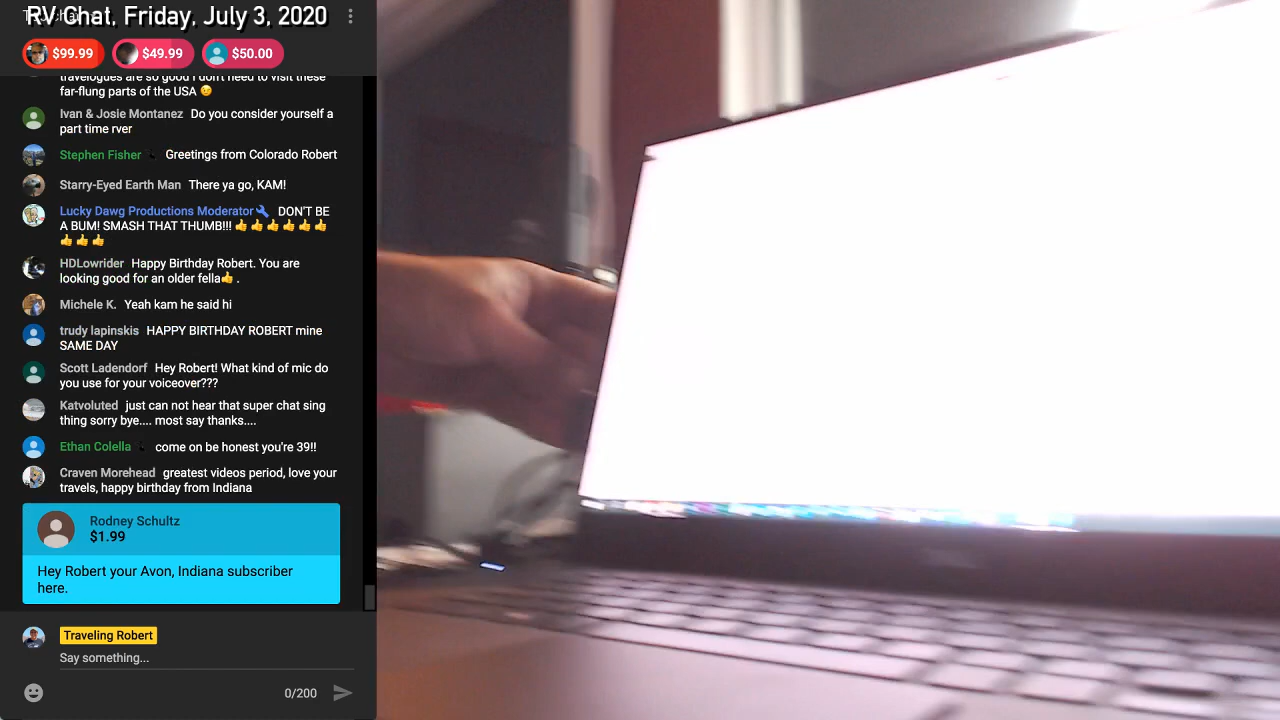 RV Chat, Friday, July 3, 2020
$99.99 $49.99 $50.00
travelogues are so good I don't need to visit these
far-flung parts of the USA 😉
Ivan & Josie Montanez Do you consider yourself a
part time rver
Stephen Fisher Greetings from Colorado Robert
Starry-Eyed Earth Man There ya go, KAM!
Lucky Dawg Productions Moderator DON'T BE
A BUM! SMASH THAT THUMB!!! 👍👍👍👍👍👍
👍👍👍
HDLowrider Happy Birthday Robert. You are
looking good for an older fella👍.
Michele K. Yeah kam he said hi
trudy lapinskis HAPPY BIRTHDAY ROBERT mine
SAME DAY
Scott Ladendorf Hey Robert! What kind of mic do
you use for your voiceover???
Katvoluted just can not hear that super chat sing
thing sorry bye.... most say thanks....
Ethan Colella come on be honest you're 39!!
Craven Morehead greatest videos period, love your
travels, happy birthday from Indiana
Rodney Schultz
$1.99
Hey Robert your Avon, Indiana subscriber
here.
Traveling Robert
Say something...
0/200